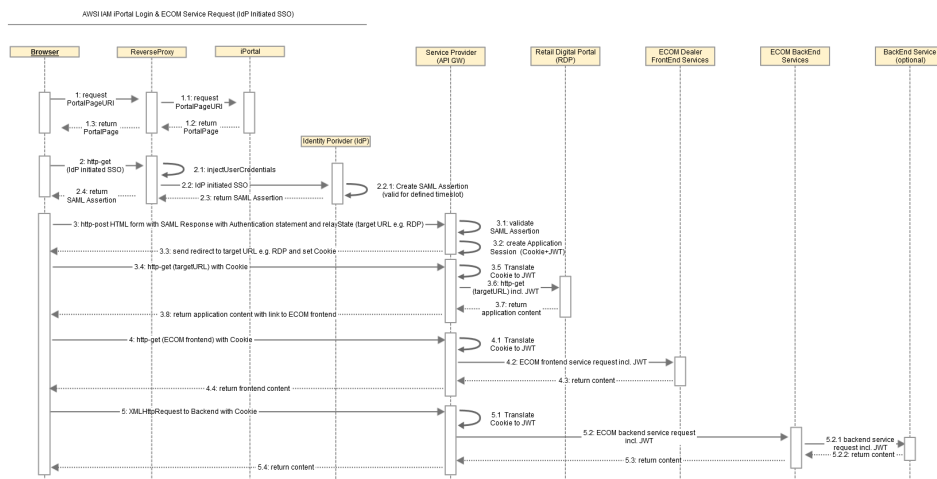 AWSI IAM iPortal Login & ECOM Service Request (IdP Initiated SSO)
Browser
ReverseProxy
iPortal
Service Provider
(API GW)
Retail Digital Portal
(RDP)
ECOM Dealer
FrontEnd Services
ECOM BackEnd
Services
BackEnd Service
(optional)
1: request
PortalPageURI
1.1: request
PortalPageURI
1.3: return
PortalPage
1.2: return
PortalPage
Identity Porivder (IdP)
2: http-get
(IdP Initiated SSO)
2.1: injectUserCredentials
2.2: IdP initiated SSO
2.2.1: Create SAML Assertion
(valid for defined timeslot)
2.4: return
SAML Assertion
2.3: return SAML Assertion
3: http-post HTML form with SAML Response with Authentication statement and relayState (target URL e.g. RDP)
3.1: validate
SAML Assertion
3.2: create Application
Session (Cookie+JWT)
3.3: send redirect to target URL e.g. RDP and set Cookie
3.4: http-get (targetURL) with Cookie
3.5 Translate
Cookie to JWT
3.6: http-get
(targetURL) incl. JWT
3.7: return
application content
3.8: return application content with link to ECOM frontend
4: http-get (ECOM frontend) with Cookie
4.1 Translate
Cookie to JWT
4.2: ECOM frontend service request incl. JWT
4.3: return content
4.4: return frontend content
5: XMLHttpRequest to Backend with Cookie
5.1 Translate
Cookie to JWT
5.2: ECOM backend service request
incl. JWT
5.2.1 backend service
request incl. JWT
5.2.2: return content
5.3: return content
5.4: return content